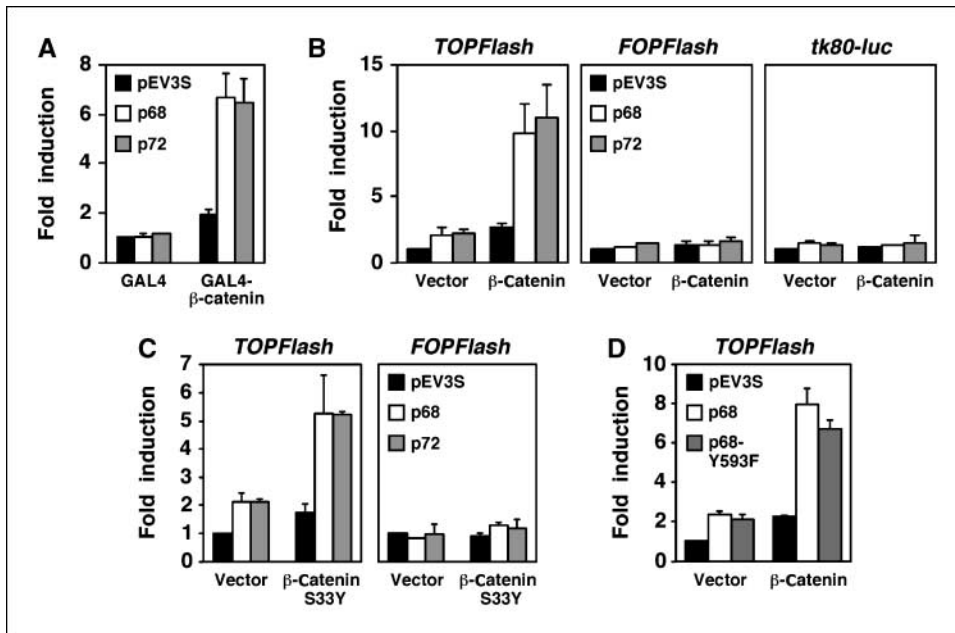 A
Fold induction
8
6
4
2
0
pEV3S
p68
p72
GAL4
GAL4-
β-catenin
B
TOPFlash
FOPFlash
tk80-luc
Fold induction
15
10
5
0
pEV3S
p68
p72
Vector
β-Catenin
pEV3S
p68
p72
Vector
β-Catenin
Vector
β-Catenin
C
TOPFlash
FOPFlash
Fold induction
7
6
5
4
3
2
1
0
Vector
β-Catenin
S33Y
pEV3S
p68
p72
Vector
β-Catenin
S33Y
D
TOPFlash
Fold induction
10
8
6
4
2
0
pEV3S
p68
p68-
Y593F
Vector
β-Catenin